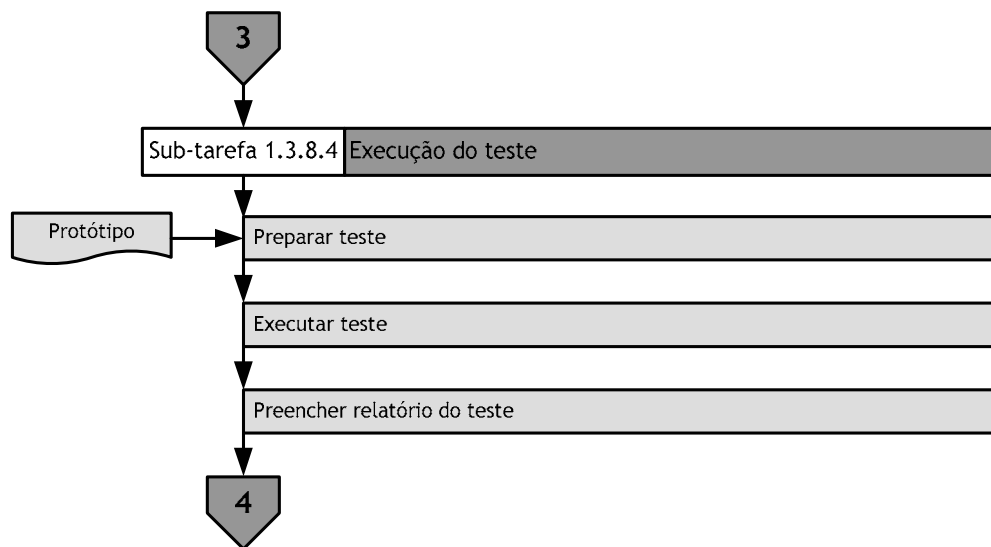 3
Sub-tarefa 1.3.8.4 Execução do teste
Protótipo
Preparar teste
Executar teste
Preencher relatório do teste
4